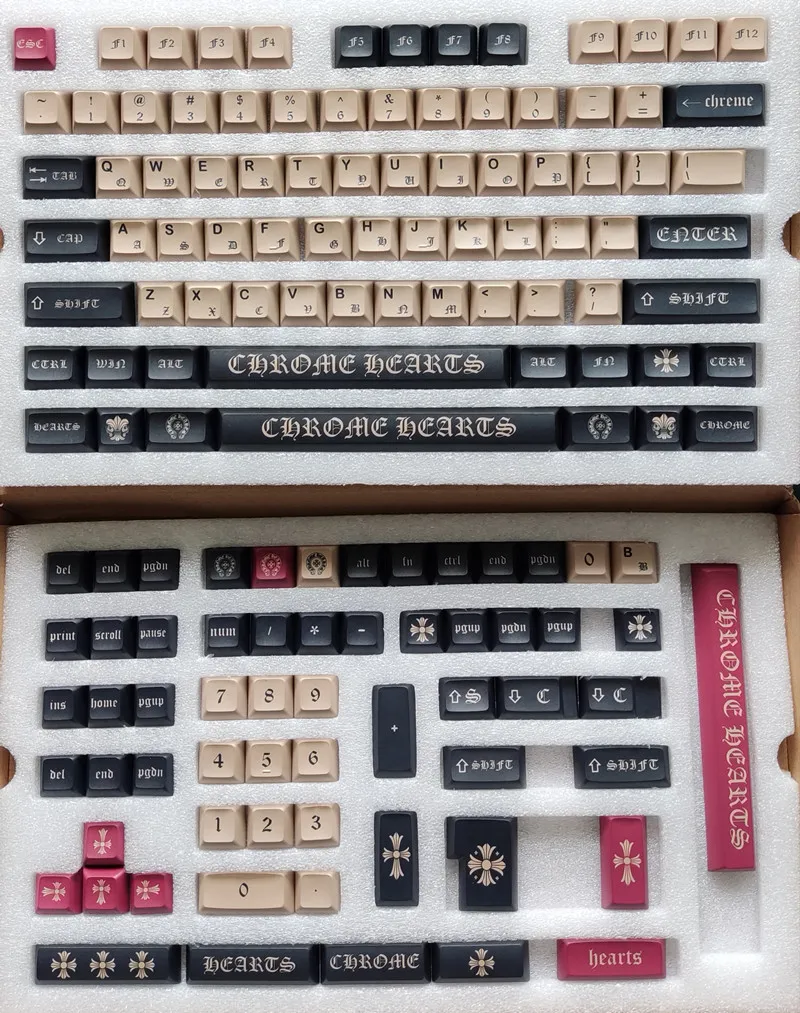 ESC F1 F2 F3 F4 F5 F6 F7 F8 F9 F10 F11 F12
~ ! 1 @ 2 # 3 $ 4 % 5 ^ 6 & 7 * 8 ( 9 ) 0 - - + = ← chreme
TAB Q Q W W E E R R T T Y Y U U I I O O P P { [ } ] | \
⇩ CAP A A S S D D F F G G H H J J K K L L : ; " , ENTER
⇧ SHIFT Z Z X X C C V V B B N N M M < , > . ? / ⇧ SHIFT
CTRL WIN ALT CHROME HEARTS ALT FN CTRL
HEARTS CHROME HEARTS CHROME
del end pgdn alt fn ctrl end pgdn 0 B B
print scroll pause num / * - pgup pgdn pgup
ins home pgup 7 8 9 + ⇧ S ⇩ C ⇩ C
del end pgdn 4 5 6 ⇧ SHIFT ⇧ SHIFT
1 2 3
0 .
HEARTS CHROME hearts
CHROME HEARTS